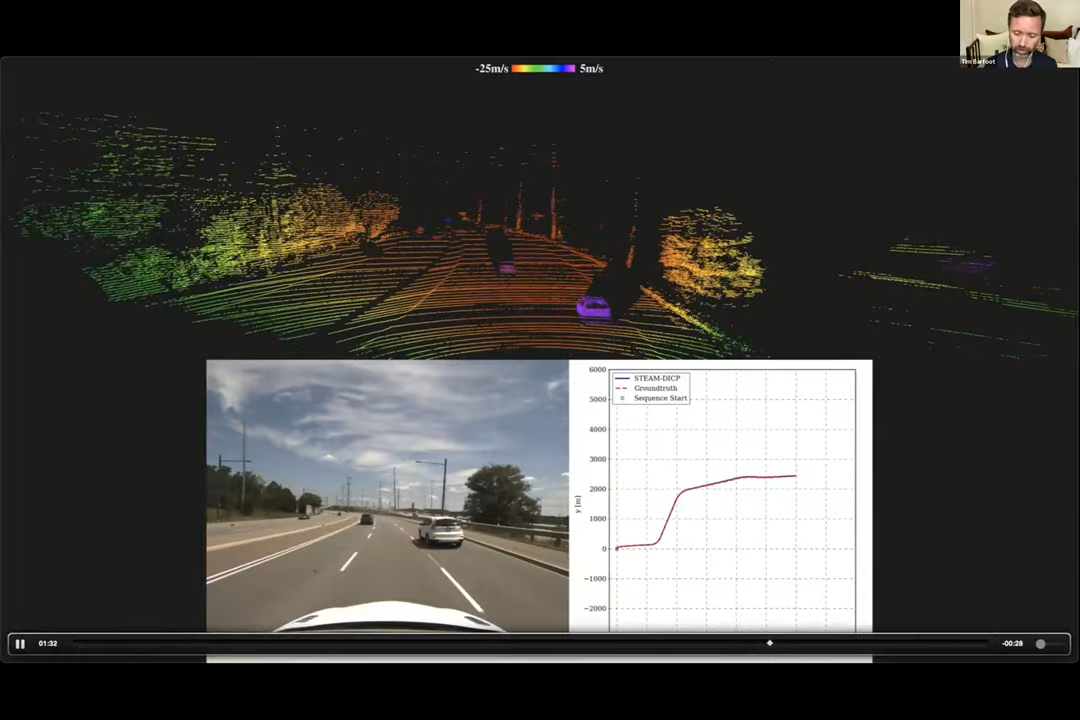 Tim Barfoot
-25m/s 5m/s
STEAM-DICP
Groundtruth
Sequence Start
6000
5000
4000
3000
2000
1000
0
−1000
−2000
y [m]
01:32
-00:28